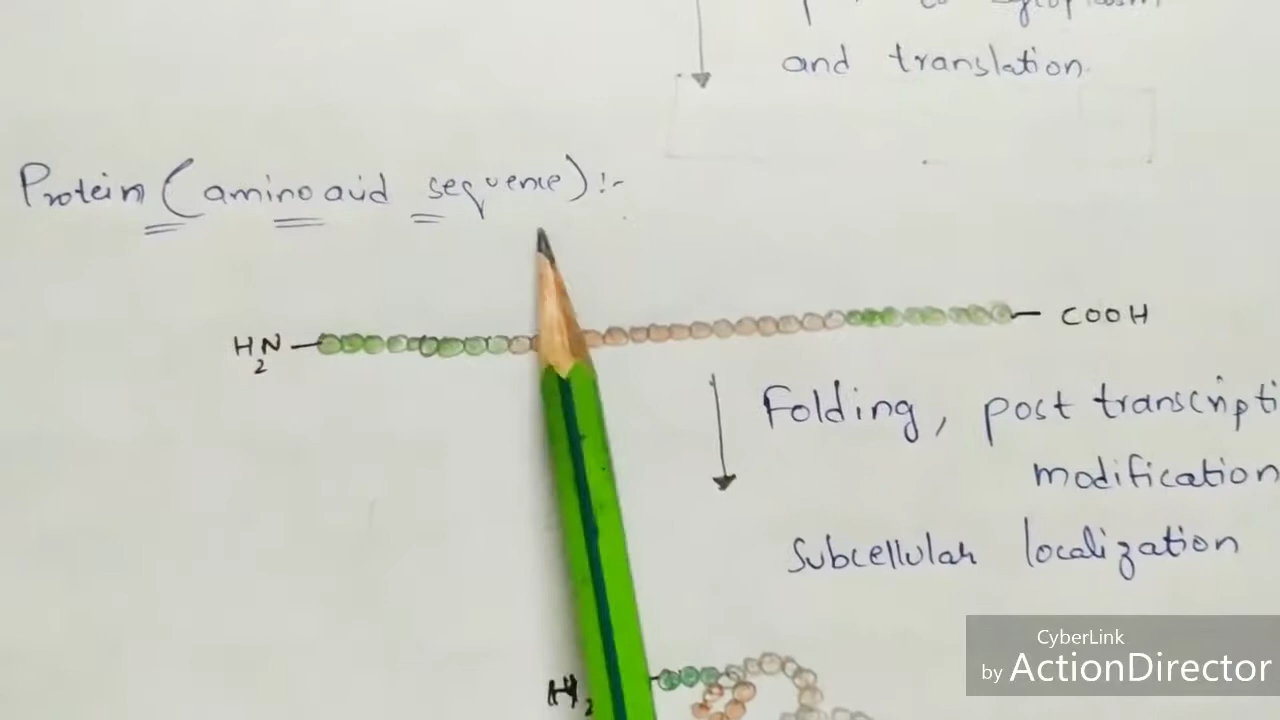 and translation.
Protein (amino acid sequence) :-
H2N
COOH
Folding, post transcripti
modification
Subcellular localization
H2
CyberLink
by ActionDirector